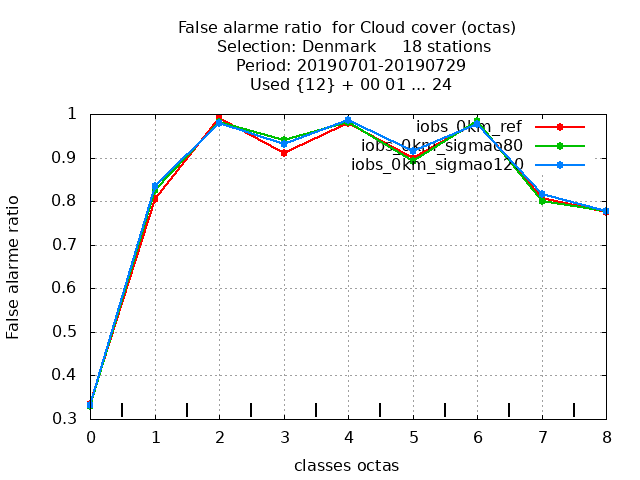 False alarme ratio  for Cloud cover (octas)
Selection: Denmark     18 stations
Period: 20190701-20190729
Used {12} + 00 01 ... 24
iobs_0km_ref
iobs_0km_sigmao80
iobs_0km_sigmao120
1
0.9
0.8
0.7
0.6
0.5
0.4
0.3
False alarme ratio
0 1 2 3 4 5 6 7 8
classes octas